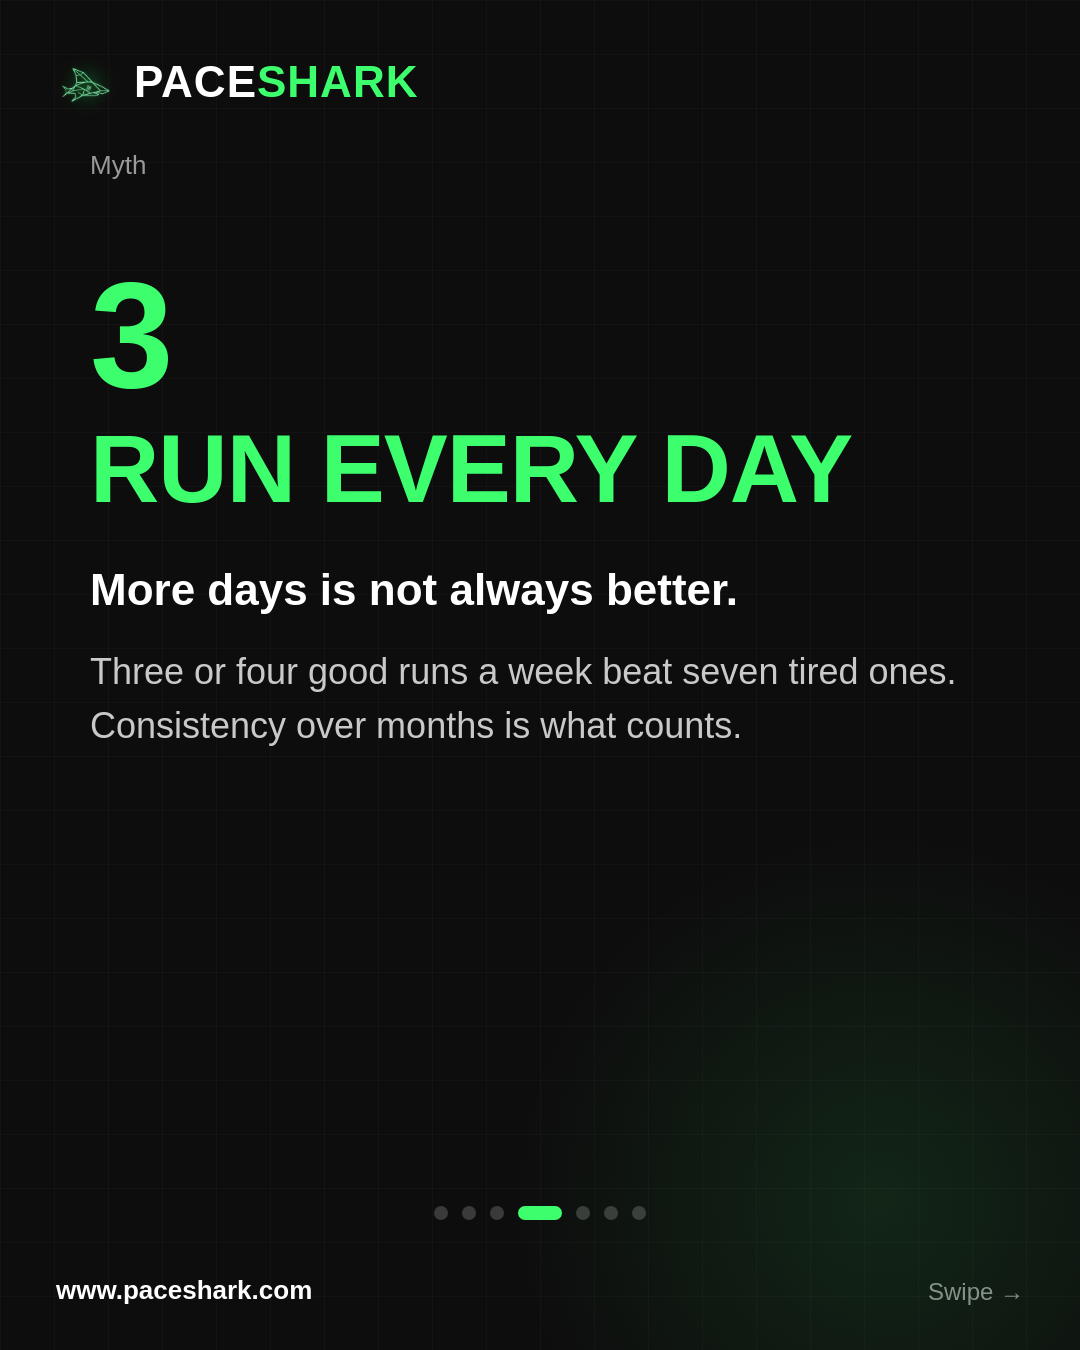 PACESHARK
Myth
3
RUN EVERY DAY
More days is not always better.
Three or four good runs a week beat seven tired ones.
Consistency over months is what counts.
www.paceshark.com
Swipe →